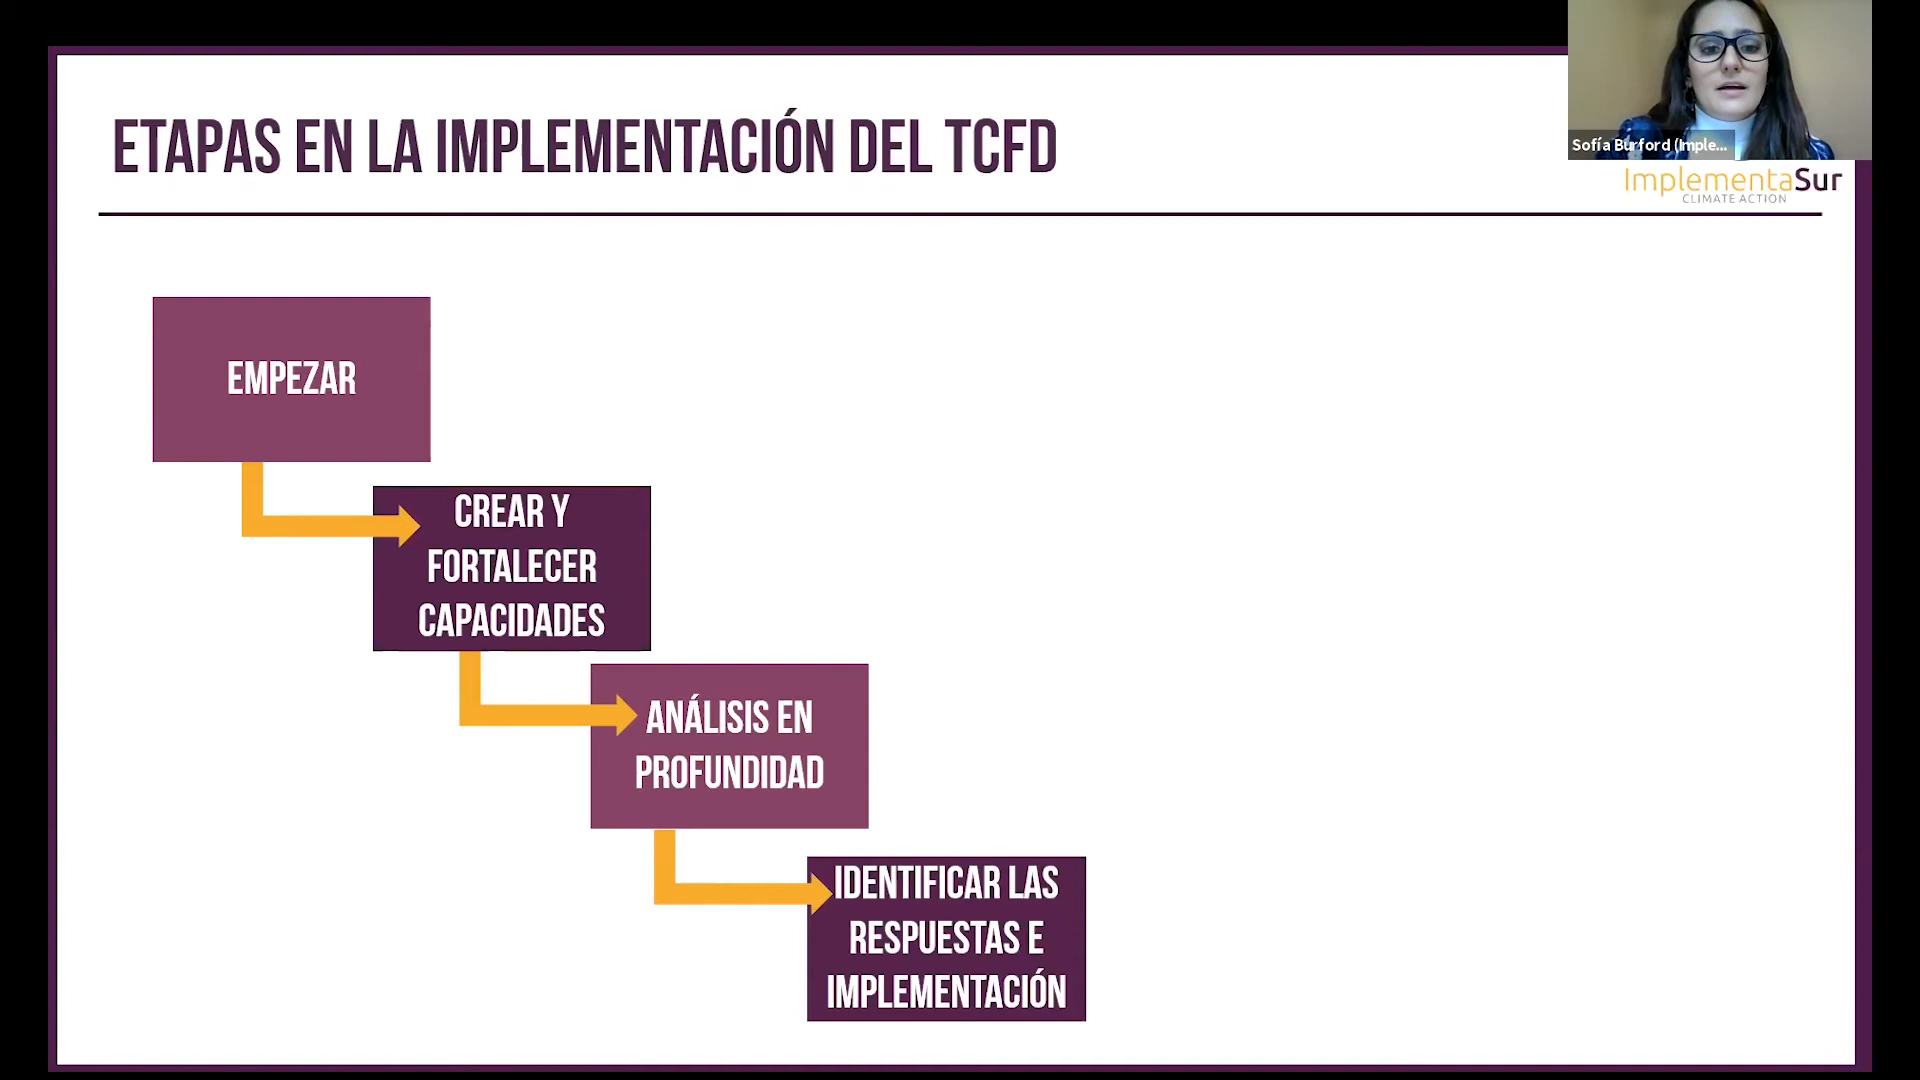 Sofía Burford (Imple...
ETAPAS EN LA IMPLEMENTACIÓN DEL TCFD
ImplementaSur
CLIMATE ACTION
EMPEZAR
CREAR Y
FORTALECER
CAPACIDADES
ANÁLISIS EN
PROFUNDIDAD
IDENTIFICAR LAS
RESPUESTAS E
IMPLEMENTACIÓN